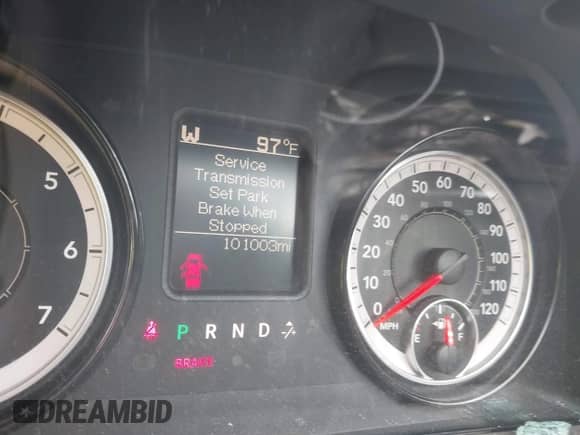 W 97°F
Service
Transmission
Set Park
Brake When
Stopped
101003mi
5
6
7
P R N D
BRAKE
0 10 20 30 40 50 60 70 80 90 100 110 120
MPH
E F
DREAMBID